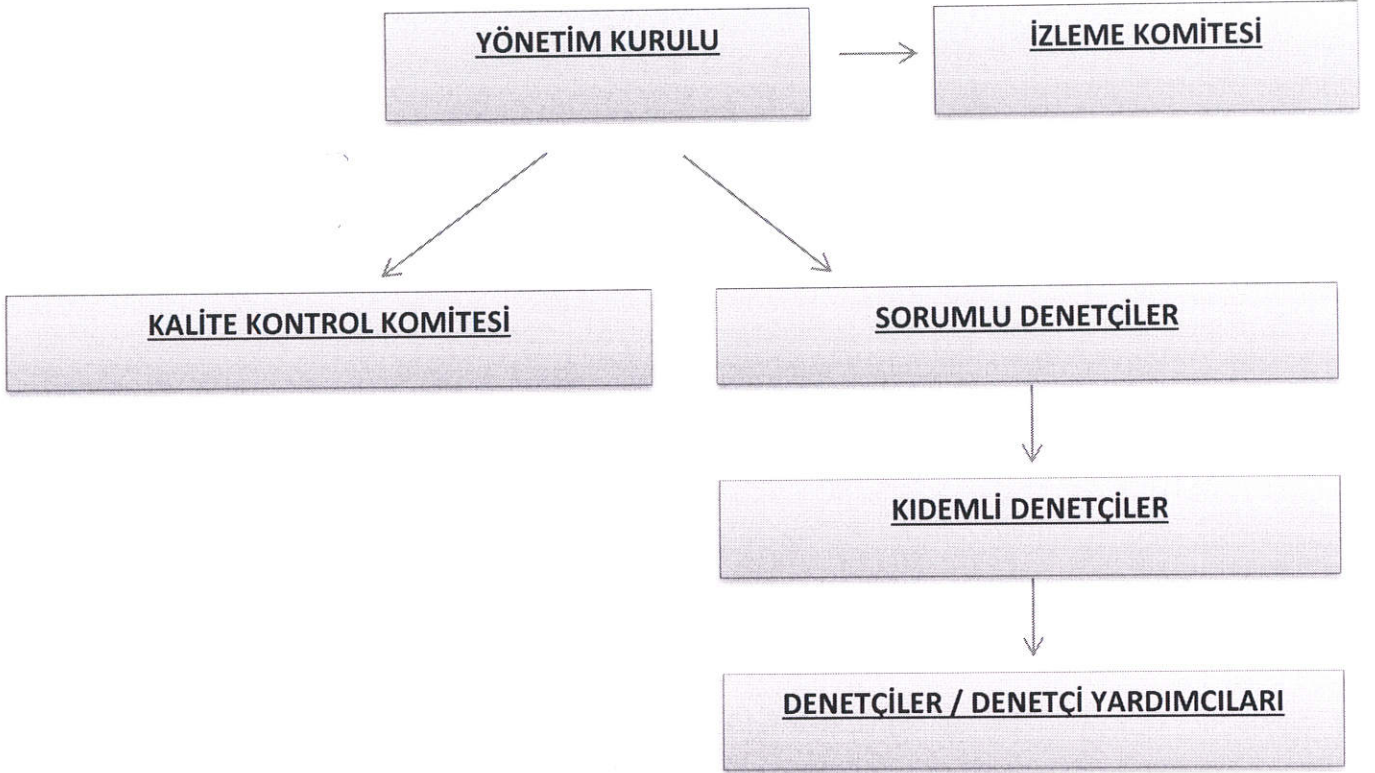 YÖNETİM KURULU
İZLEME KOMİTESİ
KALİTE KONTROL KOMİTESİ
SORUMLU DENETÇİLER
KIDEMLİ DENETÇİLER
DENETÇİLER / DENETÇİ YARDIMCILARI